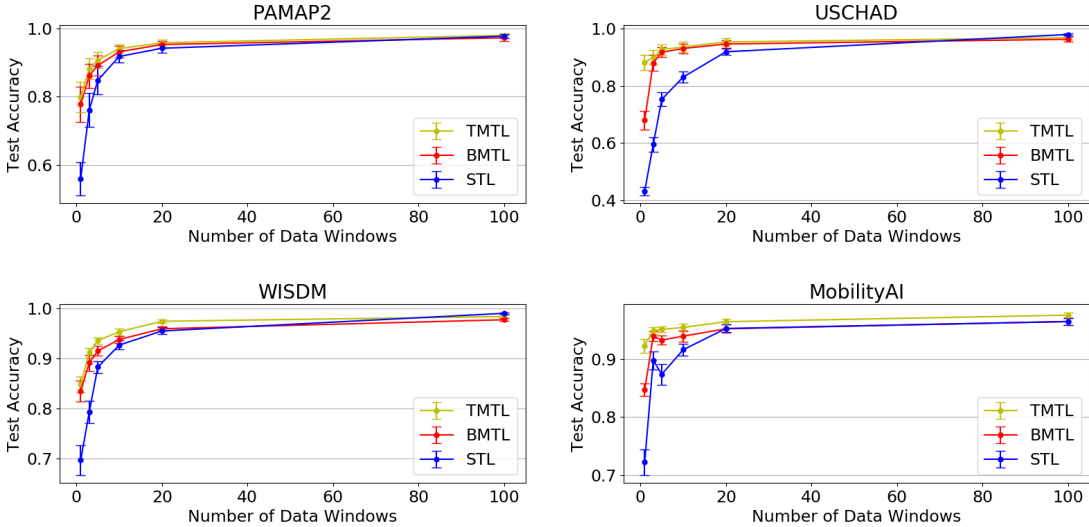 PAMAP2
1.0
0.8
0.6
Test Accuracy
TMTL
BMTL
STL
0
20
40
60
80
100
Number of Data Windows
USCHAD
1.0
0.8
0.6
0.4
Test Accuracy
TMTL
BMTL
STL
0
20
40
60
80
100
Number of Data Windows
WISDM
1.0
0.9
0.8
0.7
Test Accuracy
TMTL
BMTL
STL
0
20
40
60
80
100
Number of Data Windows
MobilityAI
0.9
0.8
0.7
Test Accuracy
TMTL
BMTL
STL
0
20
40
60
80
100
Number of Data Windows